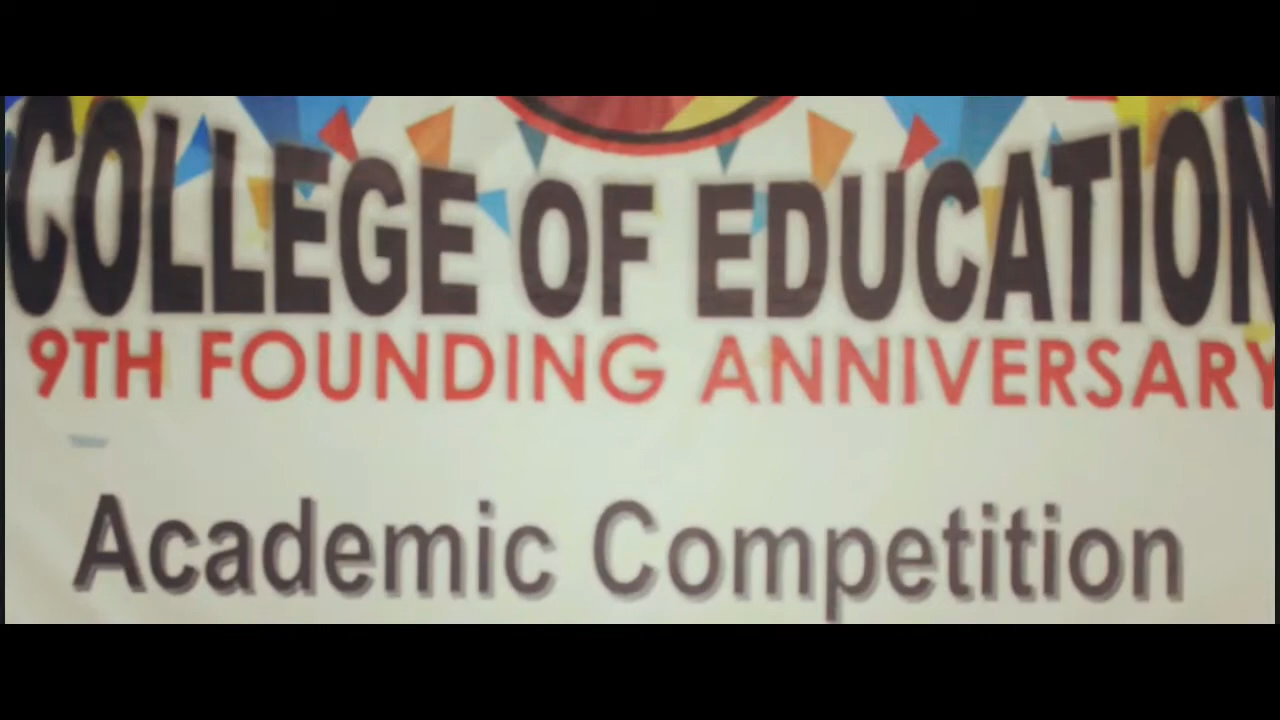 COLLEGE OF EDUCATION
9TH FOUNDING ANNIVERSARY
Academic Competition